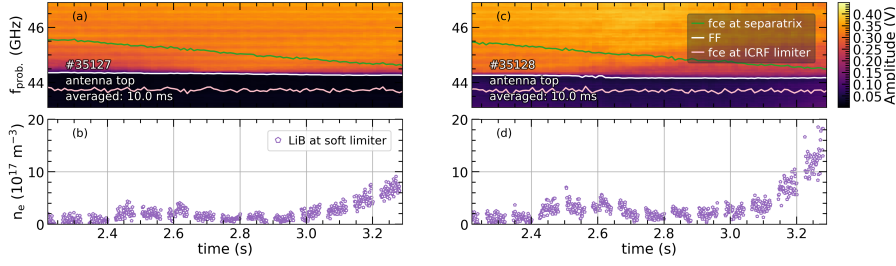 (a)
(c)
fce at separatrix
FF
fce at ICRF limiter
46
44
f_prob. (GHz)
#35127
antenna top
averaged: 10.0 ms
#35128
antenna top
averaged: 10.0 ms
0.40
0.35
0.30
0.25
0.20
0.15
0.10
0.05
Amplitude (V)
(b)
LiB at soft limiter
(d)
20
10
0
n_e (10^17 m^-3)
20
10
0
2.4
2.6
2.8
3.0
3.2
time (s)
2.4
2.6
2.8
3.0
3.2
time (s)